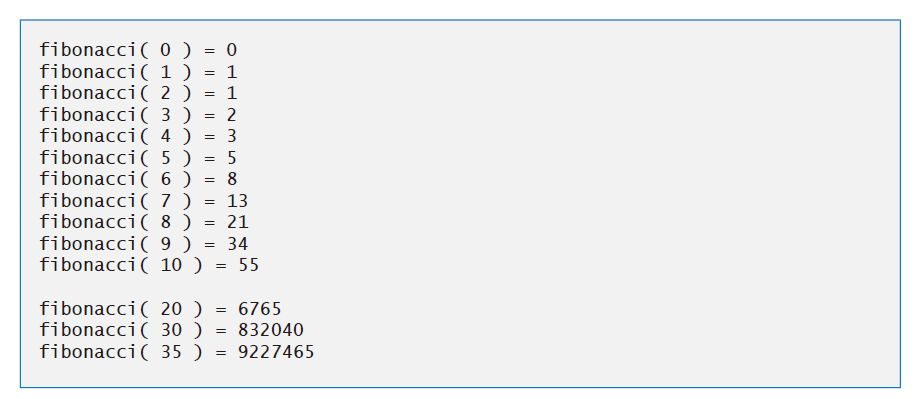 fibonacci( 0 ) = 0
fibonacci( 1 ) = 1
fibonacci( 2 ) = 1
fibonacci( 3 ) = 2
fibonacci( 4 ) = 3
fibonacci( 5 ) = 5
fibonacci( 6 ) = 8
fibonacci( 7 ) = 13
fibonacci( 8 ) = 21
fibonacci( 9 ) = 34
fibonacci( 10 ) = 55
fibonacci( 20 ) = 6765
fibonacci( 30 ) = 832040
fibonacci( 35 ) = 9227465